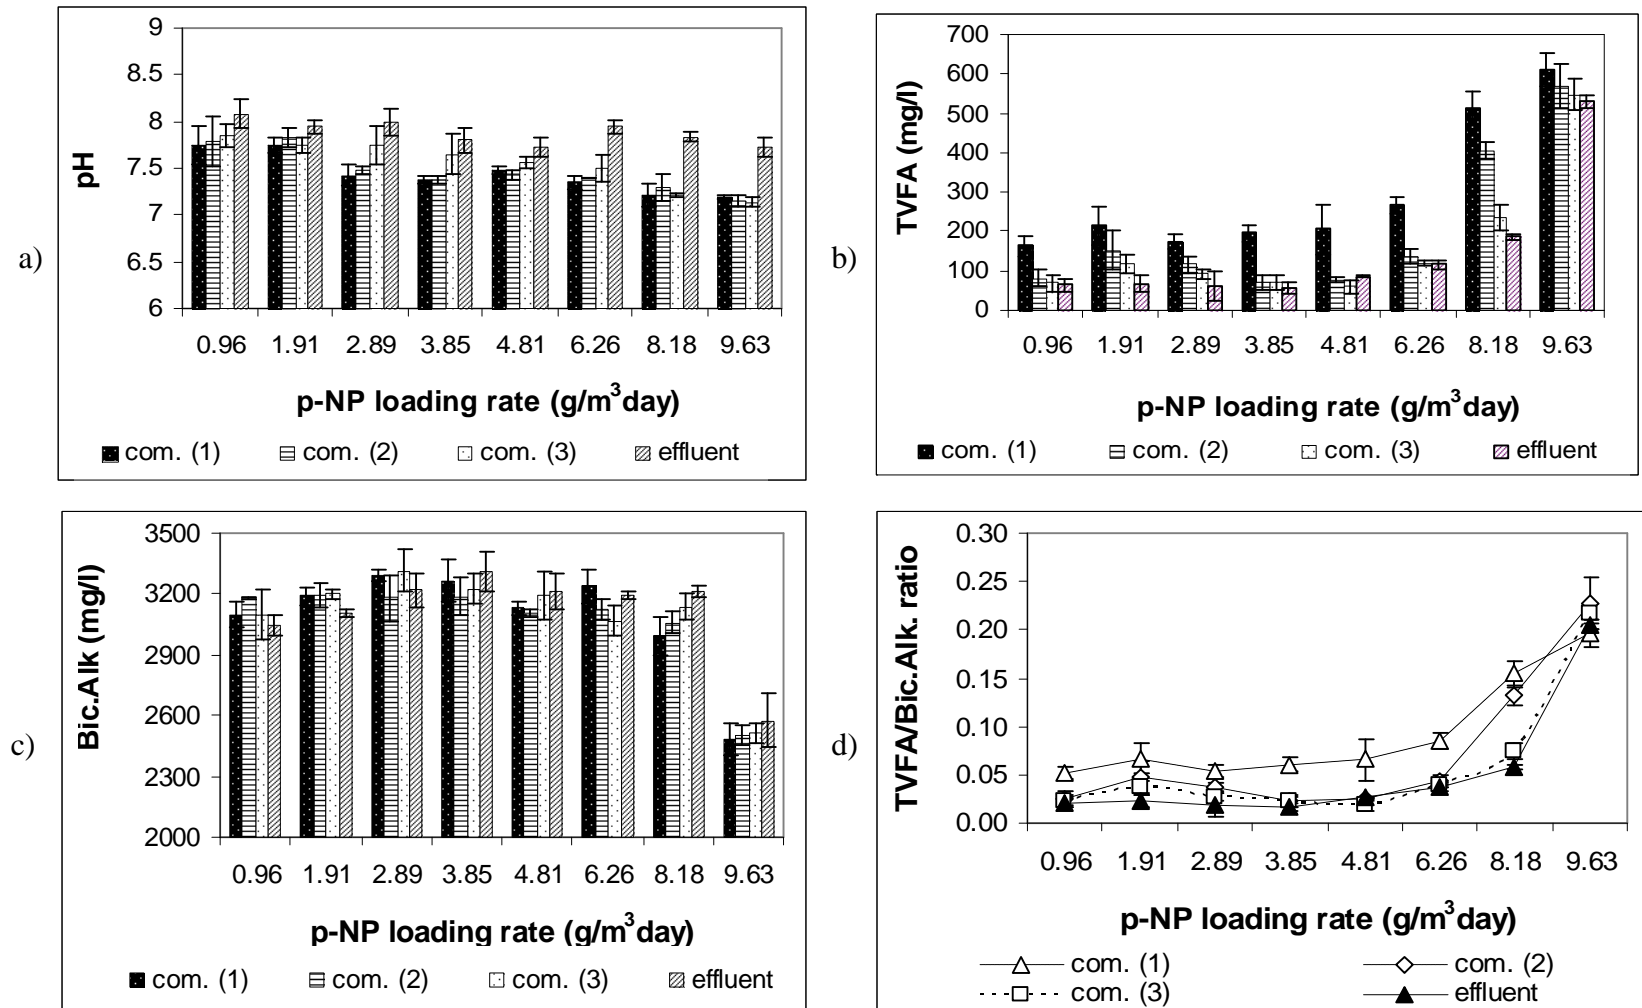 a)
pH
9
8.5
8
7.5
7
6.5
6
0.96 1.91 2.89 3.85 4.81 6.26 8.18 9.63
p-NP loading rate (g/m³day)
com. (1) com. (2) com. (3) effluent
b)
TVFA (mg/l)
700
600
500
400
300
200
100
0
0.96 1.91 2.89 3.85 4.81 6.26 8.18 9.63
p-NP loading rate (g/m³day)
com. (1) com. (2) com. (3) effluent
c)
Bic.Alk (mg/l)
3500
3200
2900
2600
2300
2000
0.96 1.91 2.89 3.85 4.81 6.26 8.18 9.63
p-NP loading rate (g/m³day)
com. (1) com. (2) com. (3) effluent
d)
TVFA/Bic.Alk. ratio
0.30
0.25
0.20
0.15
0.10
0.05
0.00
0.96 1.91 2.89 3.85 4.81 6.26 8.18 9.63
p-NP loading rate (g/m³day)
com. (1) com. (2)
com. (3) effluent